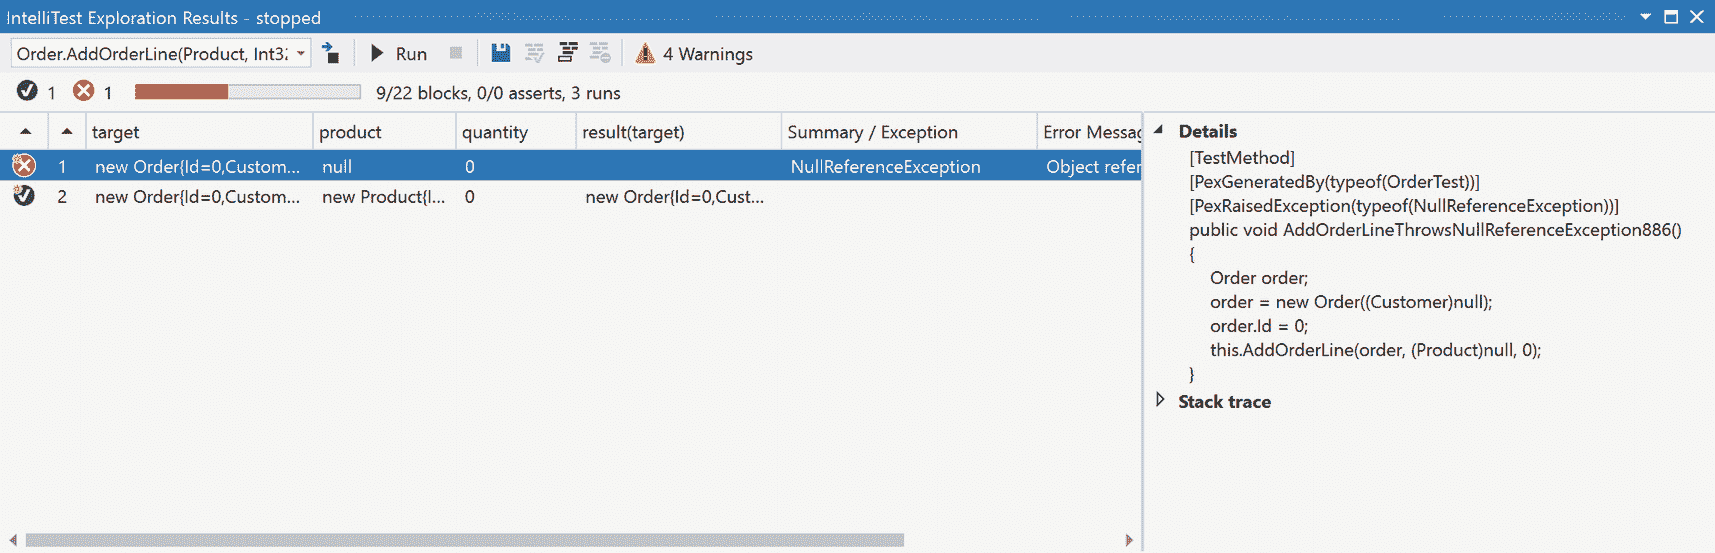 IntelliTest Exploration Results - stopped
Order.AddOrderLine(Product, Int32
Run
4 Warnings
1
1
9/22 blocks, 0/0 asserts, 3 runs
target product quantity result(target) Summary / Exception Error Messag
1 new Order{Id=0,Custom... null 0 NullReferenceException Object refer
2 new Order{Id=0,Custom... new Product{I... 0 new Order{Id=0,Cust...
Details
[TestMethod]
[PexGeneratedBy(typeof(OrderTest))]
[PexRaisedException(typeof(NullReferenceException))]
public void AddOrderLineThrowsNullReferenceException886()
{
Order order;
order = new Order((Customer)null);
order.Id = 0;
this.AddOrderLine(order, (Product)null, 0);
}
Stack trace